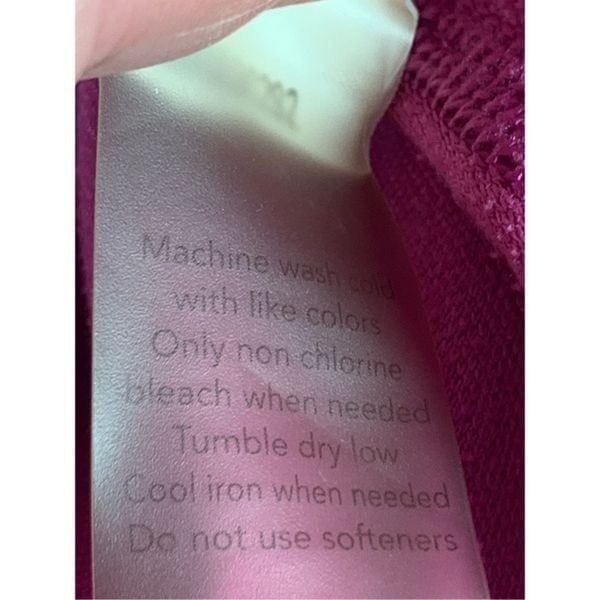 Machine wash cold
with like colors
Only non chlorine
bleach when needed
Tumble dry low
Cool iron when needed
Do not use softeners